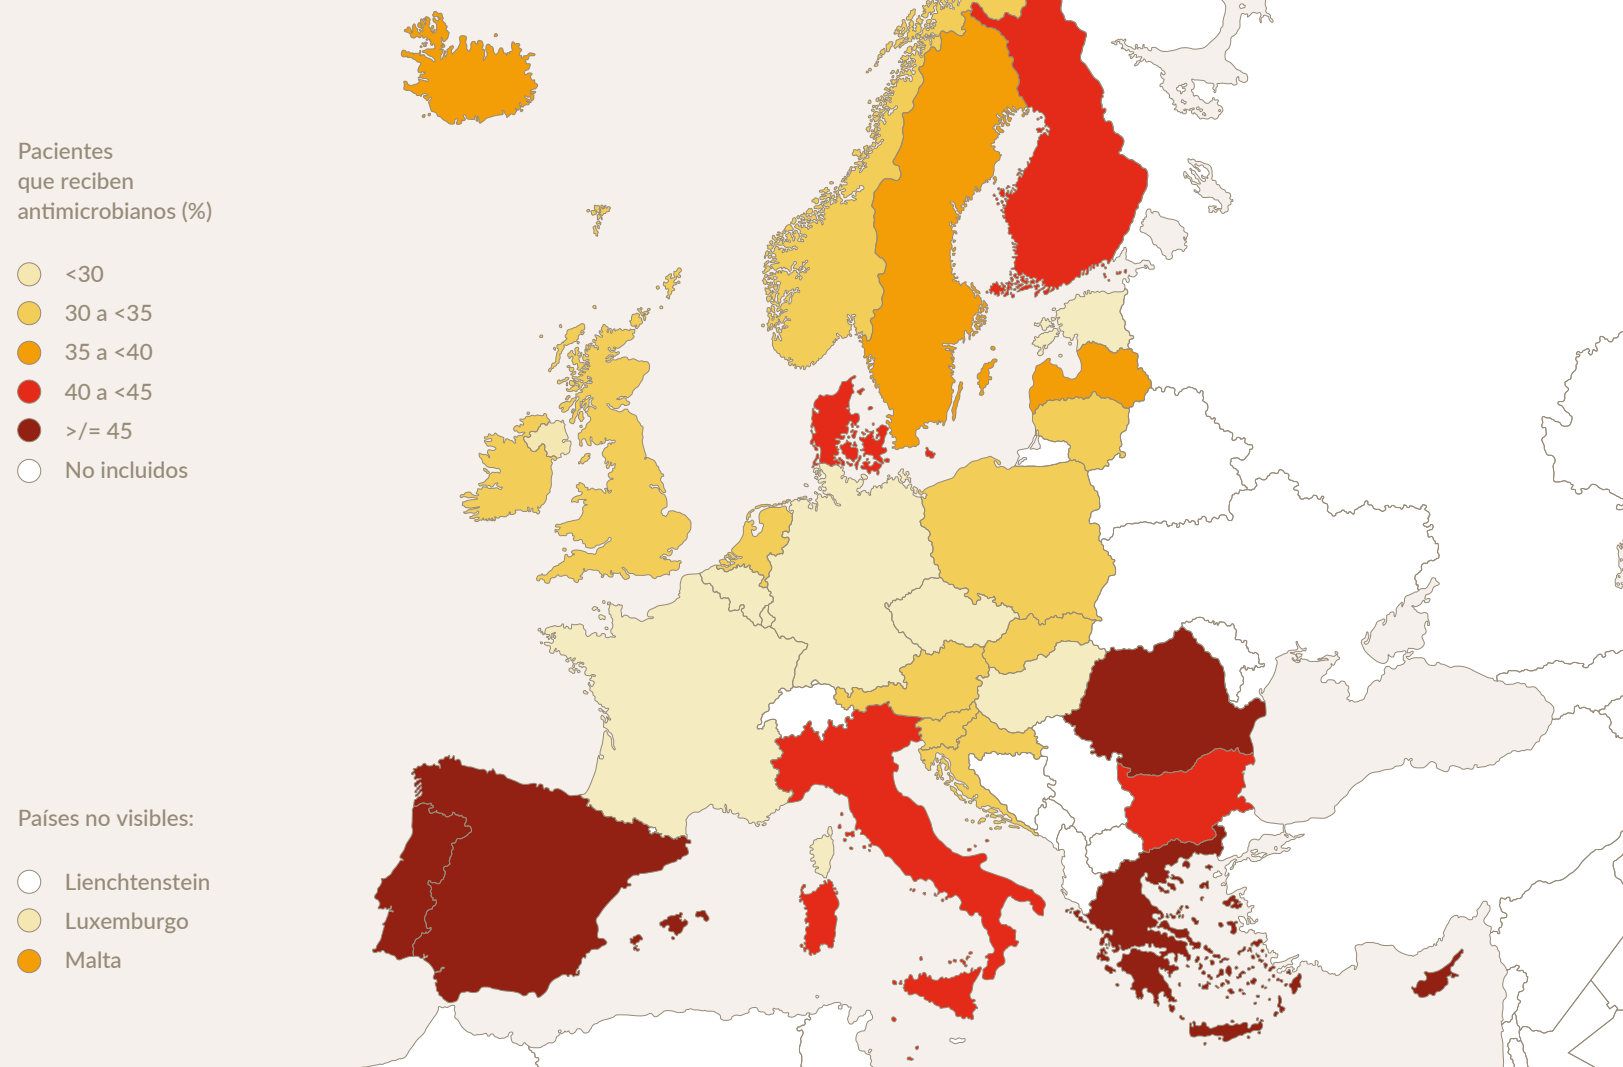 Pacientes
que reciben
antimicrobianos (%)
<30
30 a <35
35 a <40
40 a <45
>/= 45
No incluidos
Países no visibles:
Lienchtenstein
Luxemburgo
Malta